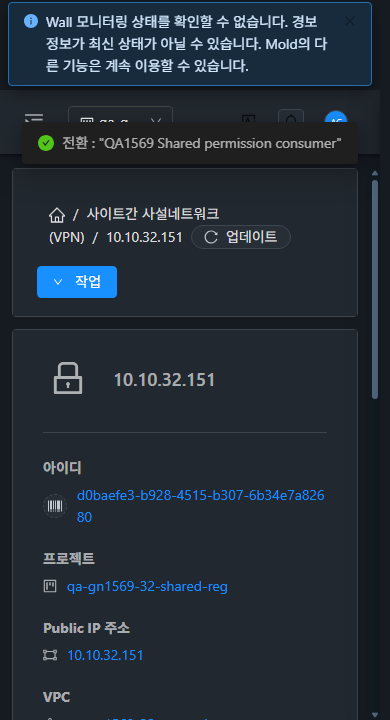 Wall 모니터링 상태를 확인할 수 없습니다. 경보
정보가 최신 상태가 아닐 수 있습니다. Mold의 다
른 기능은 계속 이용할 수 있습니다.
전환 : "QA1569 Shared permission consumer"
/ 사이트간 사설네트워크
(VPN) / 10.10.32.151 업데이트
작업
10.10.32.151
아이디
d0baefe3-b928-4515-b307-6b34e7a826
80
프로젝트
qa-gn1569-32-shared-reg
Public IP 주소
10.10.32.151
VPC